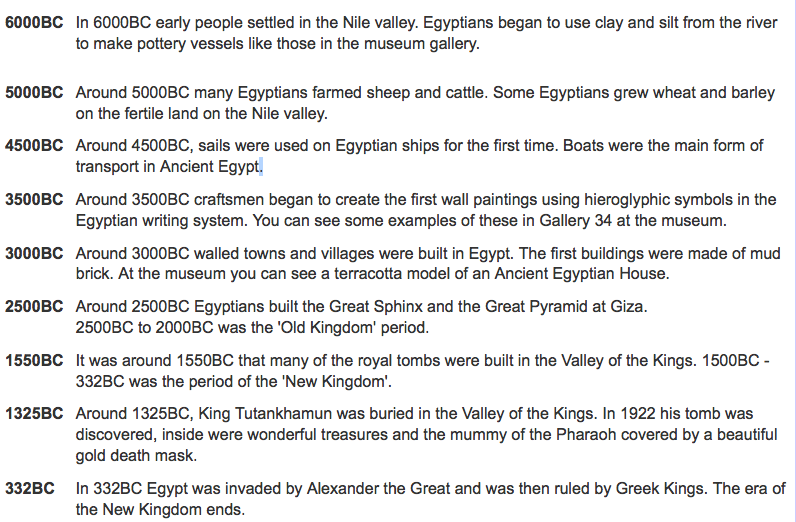 6000BC In 6000BC early people settled in the Nile valley. Egyptians began to use clay and silt from the river
to make pottery vessels like those in the museum gallery.
5000BC Around 5000BC many Egyptians farmed sheep and cattle. Some Egyptians grew wheat and barley
on the fertile land on the Nile valley.
4500BC Around 4500BC, sails were used on Egyptian ships for the first time. Boats were the main form of
transport in Ancient Egypt.
3500BC Around 3500BC craftsmen began to create the first wall paintings using hieroglyphic symbols in the
Egyptian writing system. You can see some examples of these in Gallery 34 at the museum.
3000BC Around 3000BC walled towns and villages were built in Egypt. The first buildings were made of mud
brick. At the museum you can see a terracotta model of an Ancient Egyptian House.
2500BC Around 2500BC Egyptians built the Great Sphinx and the Great Pyramid at Giza.
2500BC to 2000BC was the 'Old Kingdom' period.
1550BC It was around 1550BC that many of the royal tombs were built in the Valley of the Kings. 1500BC -
332BC was the period of the 'New Kingdom'.
1325BC Around 1325BC, King Tutankhamun was buried in the Valley of the Kings. In 1922 his tomb was
discovered, inside were wonderful treasures and the mummy of the Pharaoh covered by a beautiful
gold death mask.
332BC In 332BC Egypt was invaded by Alexander the Great and was then ruled by Greek Kings. The era of
the New Kingdom ends.